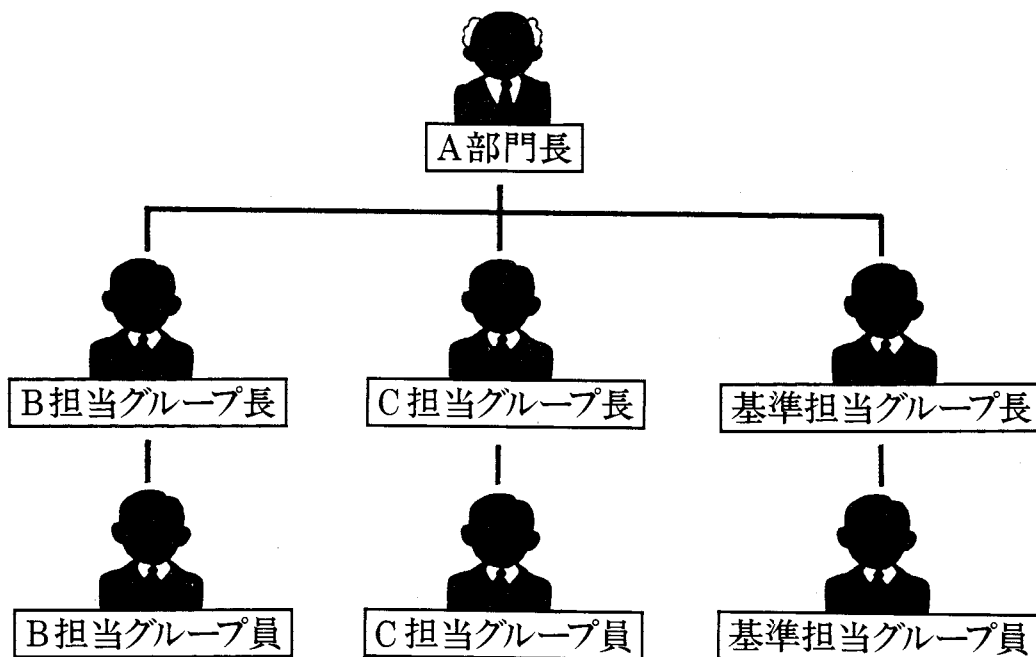 A部門長
B担当グループ長
C担当グループ長
基準担当グループ長
B担当グループ員
C担当グループ員
基準担当グループ員